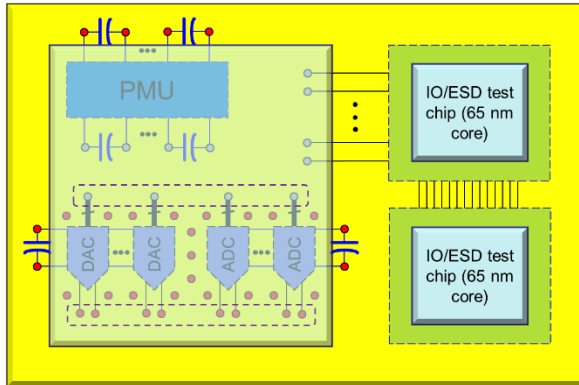 PMU
IO/ESD test
chip (65 nm
core)
DAC
DAC
ADC
ADC
IO/ESD test
chip (65 nm
core)